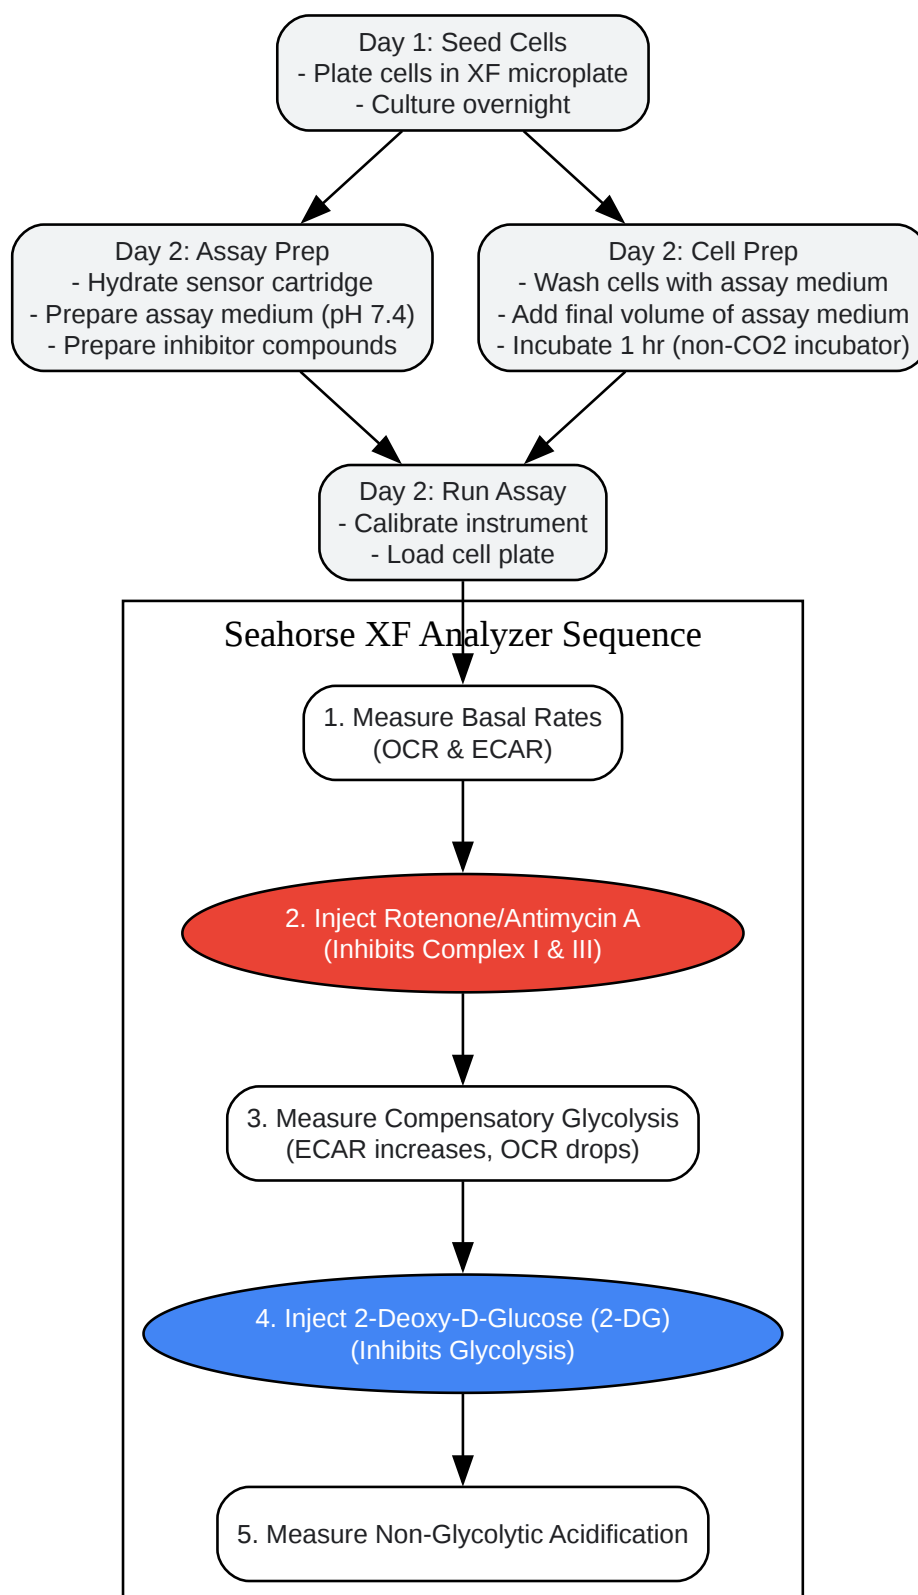 Day 1: Seed Cells
- Plate cells in XF microplate
- Culture overnight
Day 2: Assay Prep
- Hydrate sensor cartridge
- Prepare assay medium (pH 7.4)
- Prepare inhibitor compounds
Day 2: Cell Prep
- Wash cells with assay medium
- Add final volume of assay medium
- Incubate 1 hr (non-CO2 incubator)
Day 2: Run Assay
- Calibrate instrument
- Load cell plate
Seahorse XF Analyzer Sequence
1. Measure Basal Rates
(OCR & ECAR)
2. Inject Rotenone/Antimycin A
(Inhibits Complex I & III)
3. Measure Compensatory Glycolysis
(ECAR increases, OCR drops)
4. Inject 2-Deoxy-D-Glucose (2-DG)
(Inhibits Glycolysis)
5. Measure Non-Glycolytic Acidification